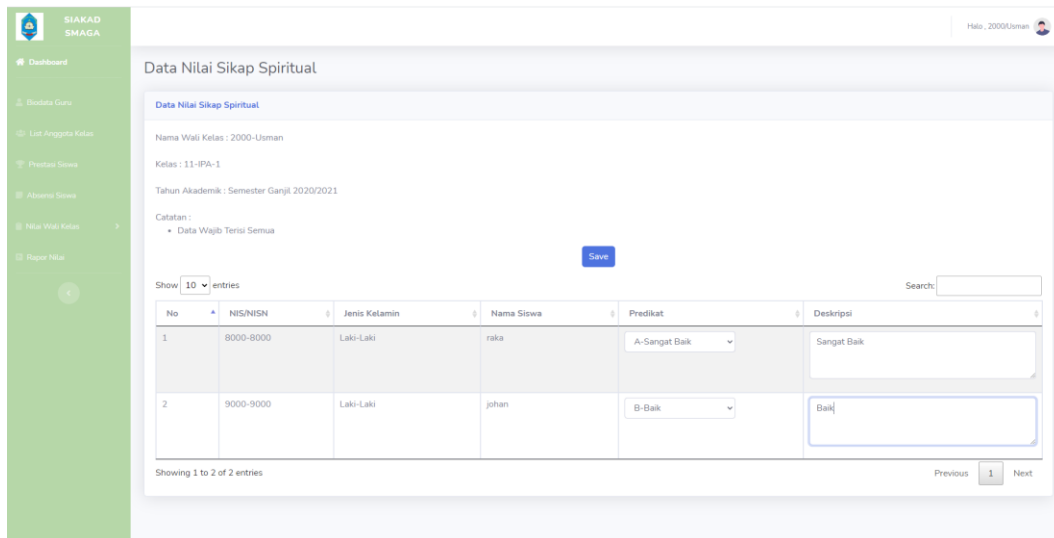 SIAKAD
SMAGA
Halo , 2000/Usman
Dashboard
Biodata Guru
List Anggota Kelas
Prestasi Siswa
Absensi Siswa
Nilai Wali Kelas
Rapor Nilai
Data Nilai Sikap Spiritual
Data Nilai Sikap Spiritual
Nama Wali Kelas : 2000-Usman
Kelas : 11-IPA-1
Tahun Akademik : Semester Ganjil 2020/2021
Catatan :
• Data Wajib Terisi Semua
Save
Show 10 entries
Search:
No NIS/NISN Jenis Kelamin Nama Siswa Predikat Deskripsi
1 8000-8000 Laki-Laki raka A-Sangat Baik Sangat Baik
2 9000-9000 Laki-Laki johan B-Baik Baik
Showing 1 to 2 of 2 entries
Previous 1 Next